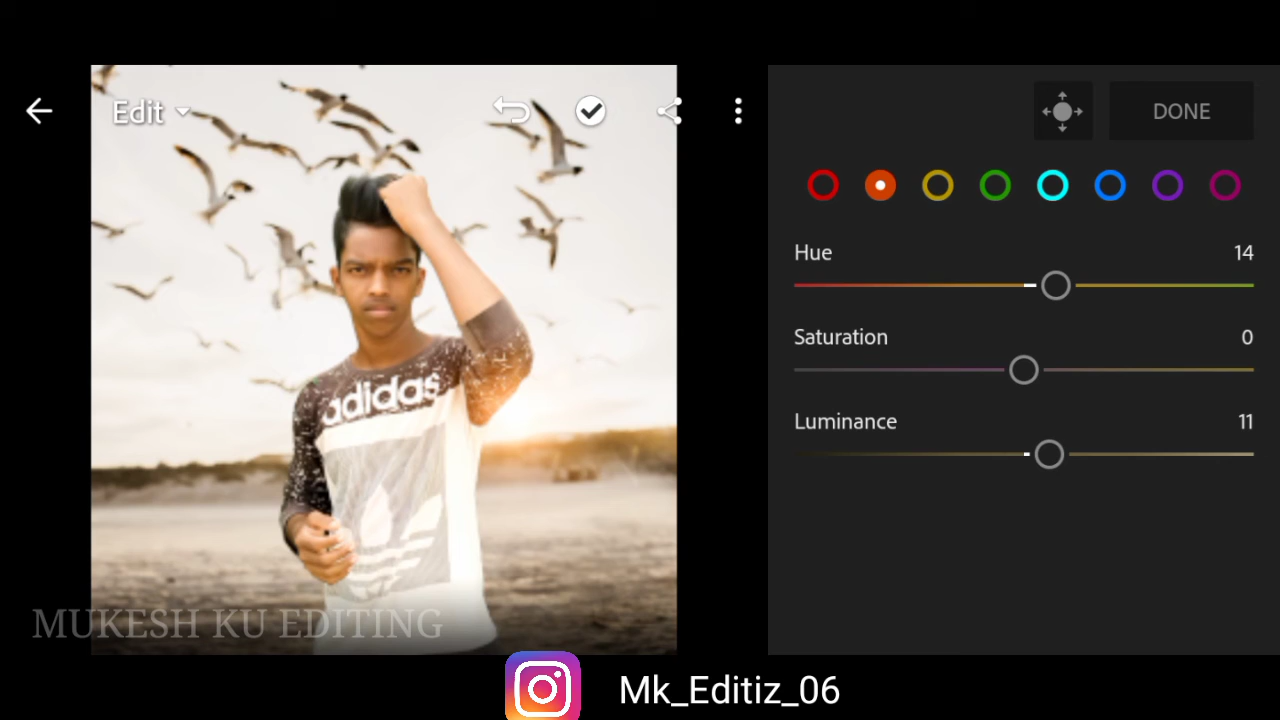 Edit
DONE
Hue 14
Saturation 0
Luminance 11
adidas
MUKESH KU EDITING
Mk_Editiz_06